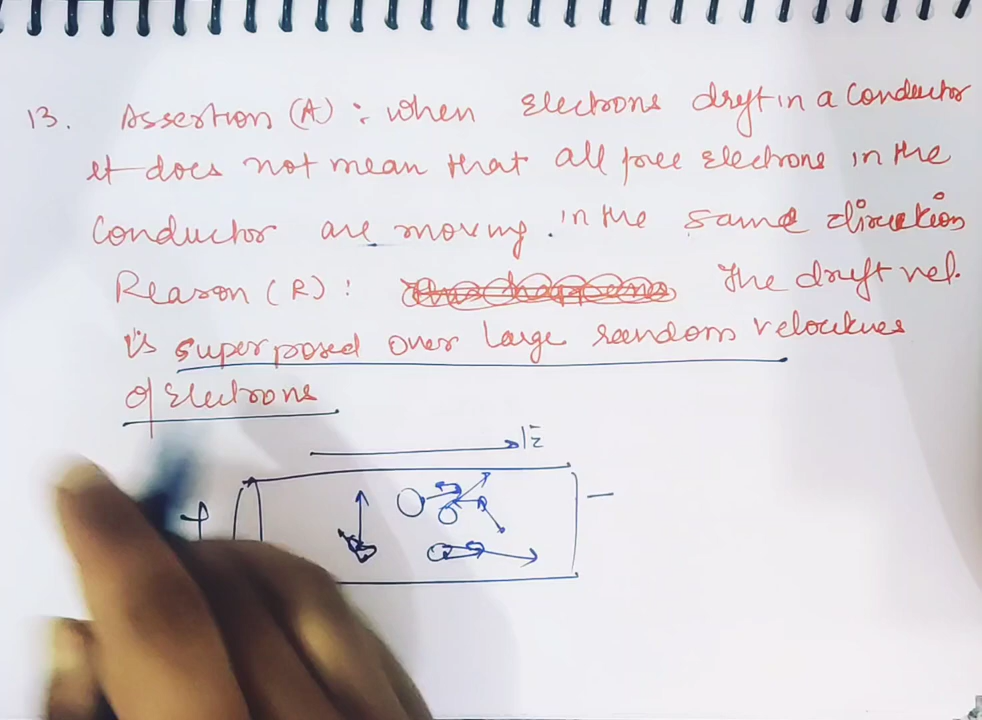 13. Assertion (A) : when electrons drift in a conductor
it does not mean that all free electrons in the
conductor are moving in the same direction
Reason (R) : The drift vel.
is superposed over large random velocities
of electrons
E
+ −